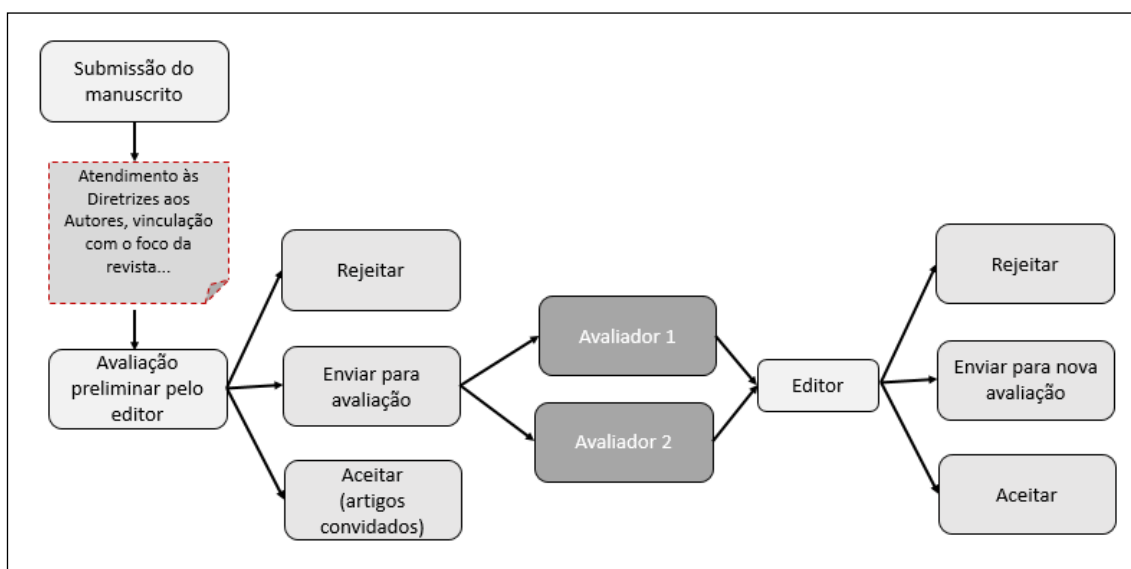 Submissão do
manuscrito
Atendimento às
Diretrizes aos
Autores, vinculação
com o foco da
revista...
Avaliação
preliminar pelo
editor
Rejeitar
Enviar para
avaliação
Aceitar
(artigos
convidados)
Avaliador 1
Avaliador 2
Editor
Rejeitar
Enviar para nova
avaliação
Aceitar